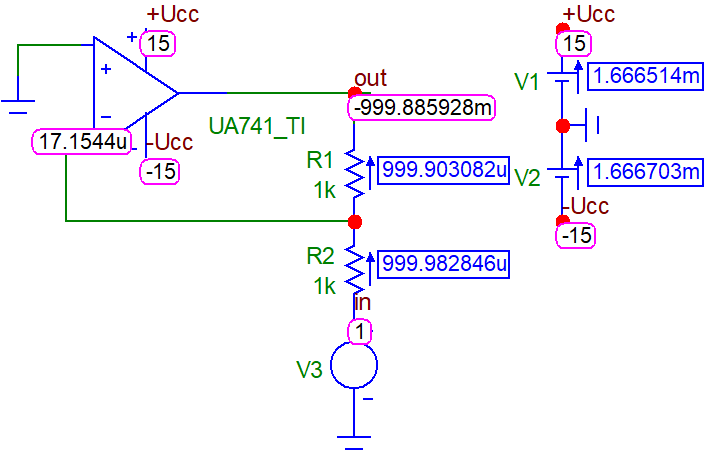 +Ucc
+Ucc
+
15
15
+
V1
1.666514m
out
-999.885928m
-
UA741_TI
17.1544u
-
-Ucc
R1
999.903082u
V2
1.666703m
-15
1k
-Ucc
-15
R2
999.982846u
1k
in
1
V3
-